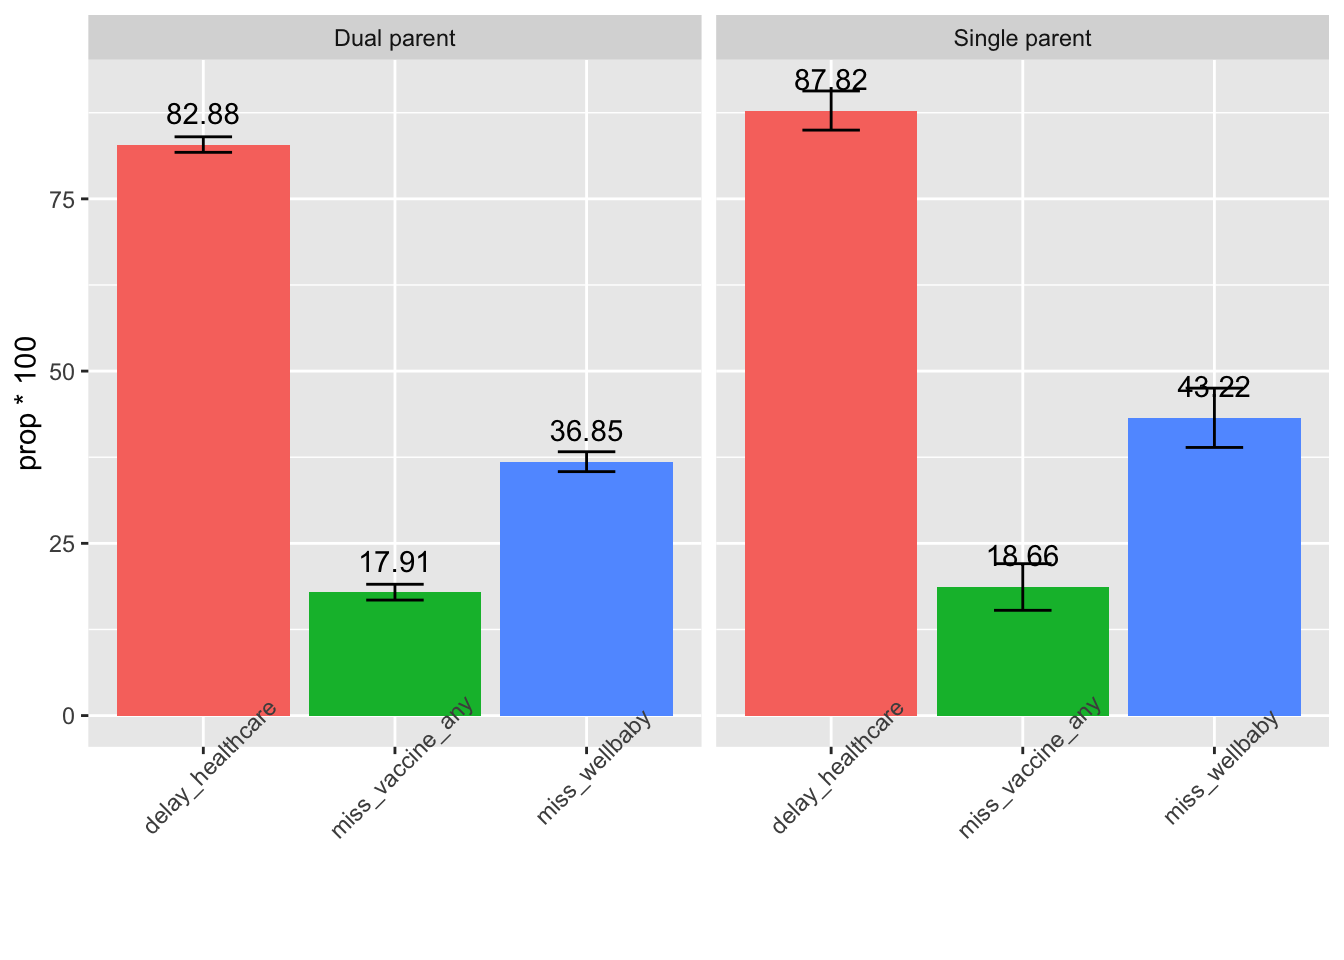 Dual parent
Single parent
prop * 100
75
50
25
0
82.88
17.91
36.85
87.82
18.66
43.22
delay_healthcare
miss_vaccine_any
miss_wellbaby
delay_healthcare
miss_vaccine_any
miss_wellbaby